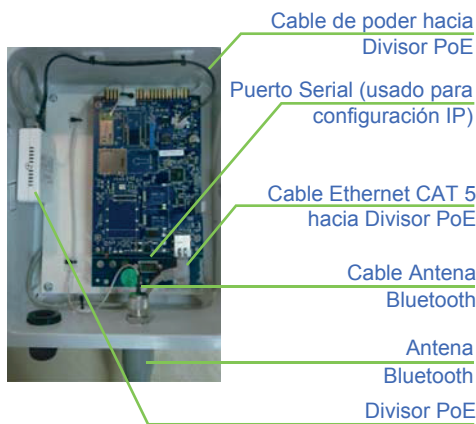 Cable de poder hacia
Divisor PoE
Puerto Serial (usado para
configuración IP)
Cable Ethernet CAT 5
hacia Divisor PoE
Cable Antena
Bluetooth
Antena
Bluetooth
Divisor PoE